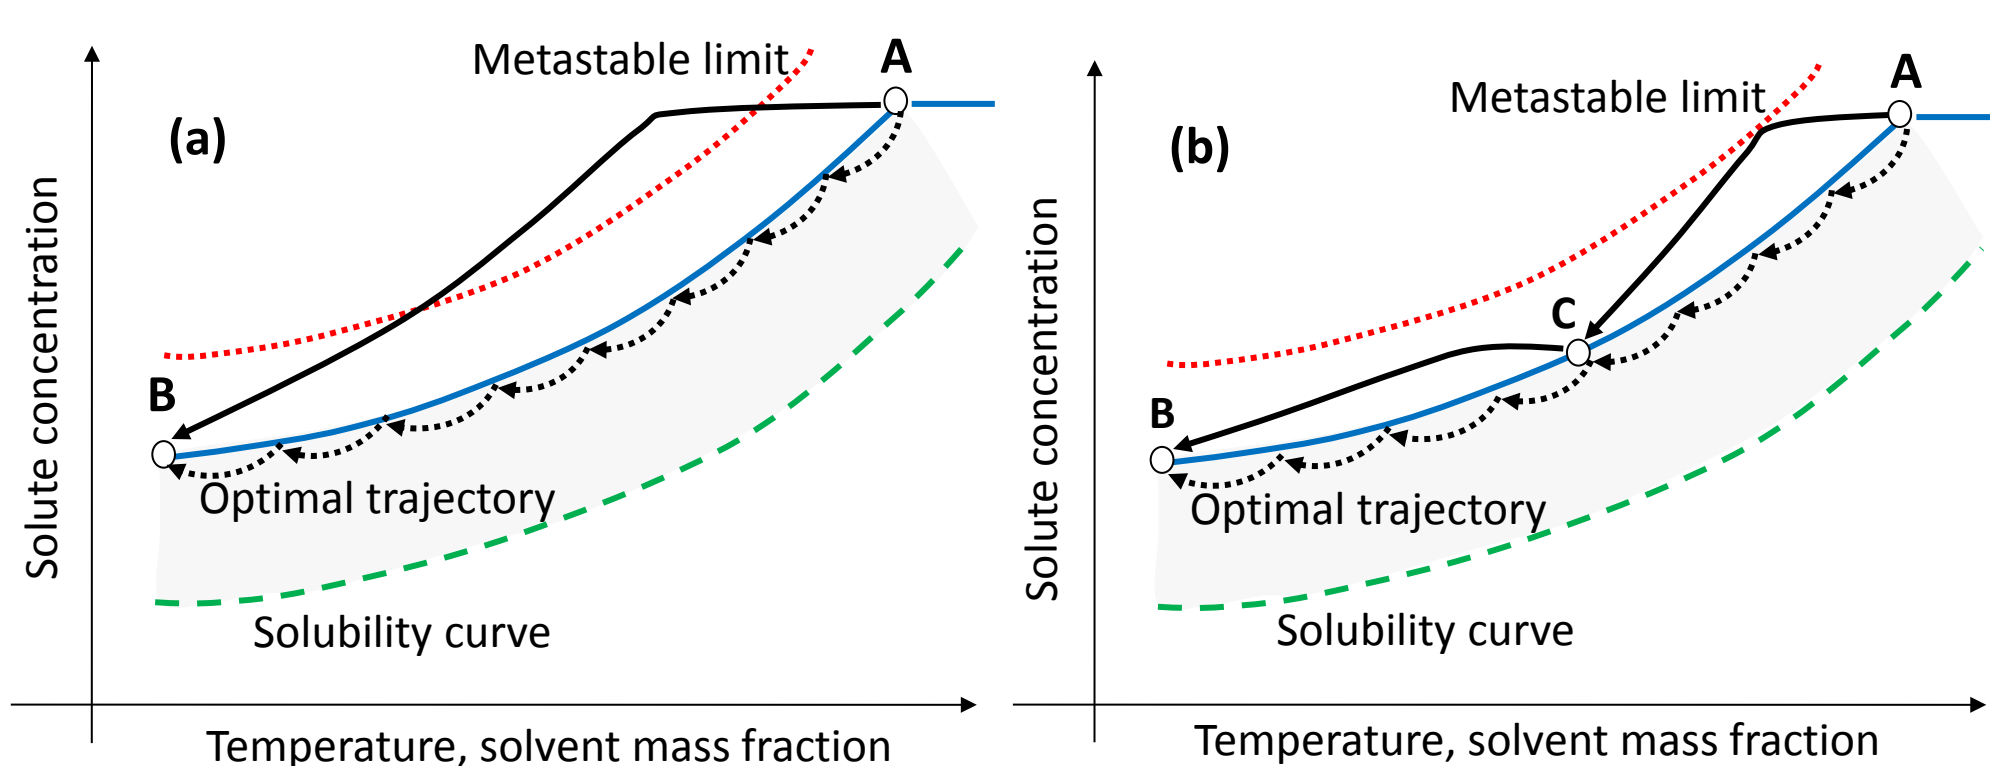 (a)
Metastable limit
A
B
Optimal trajectory
Solubility curve
Solute concentration
Temperature, solvent mass fraction
(b)
Metastable limit
A
C
B
Optimal trajectory
Solubility curve
Solute concentration
Temperature, solvent mass fraction